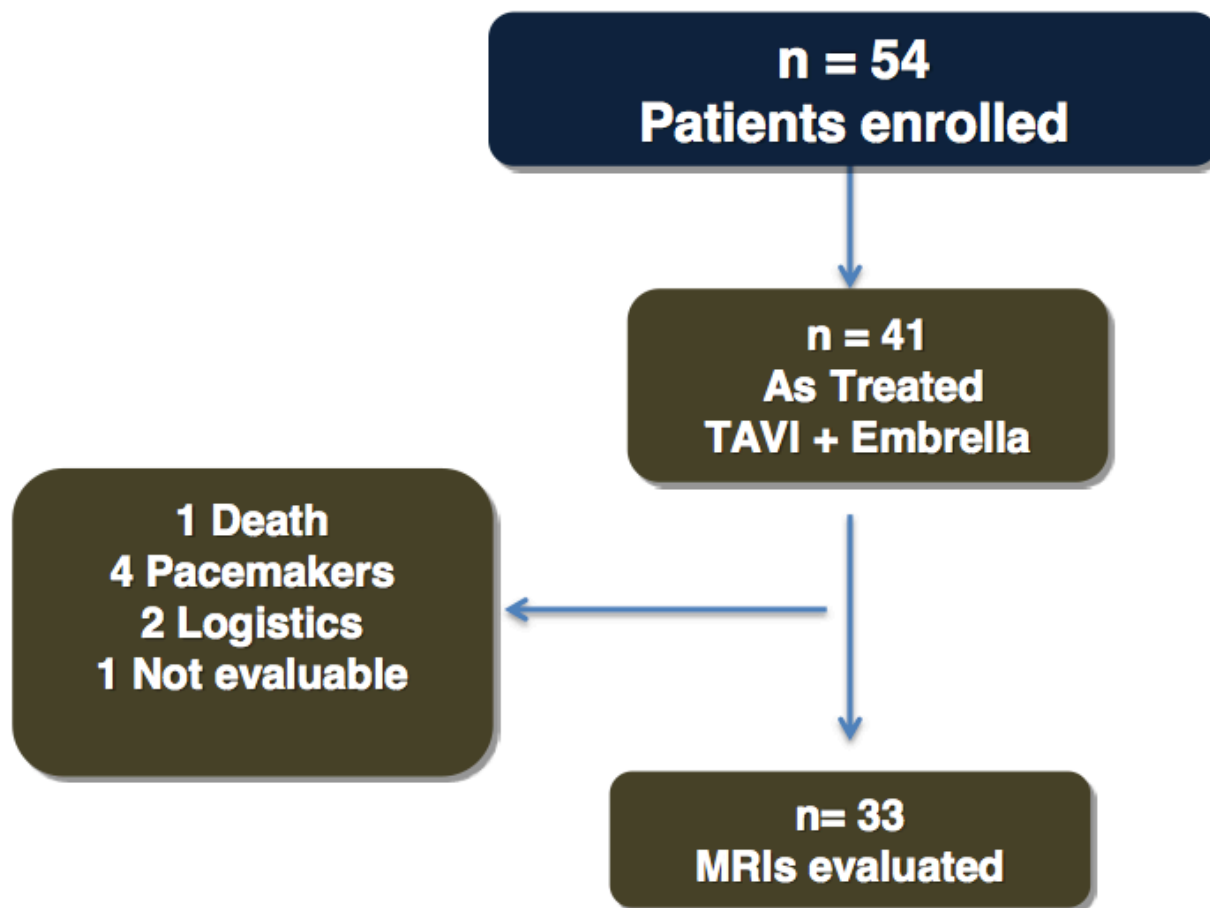 n = 54
Patients enrolled
n = 41
As Treated
TAVI + Embrella
1 Death
4 Pacemakers
2 Logistics
1 Not evaluable
n= 33
MRIs evaluated